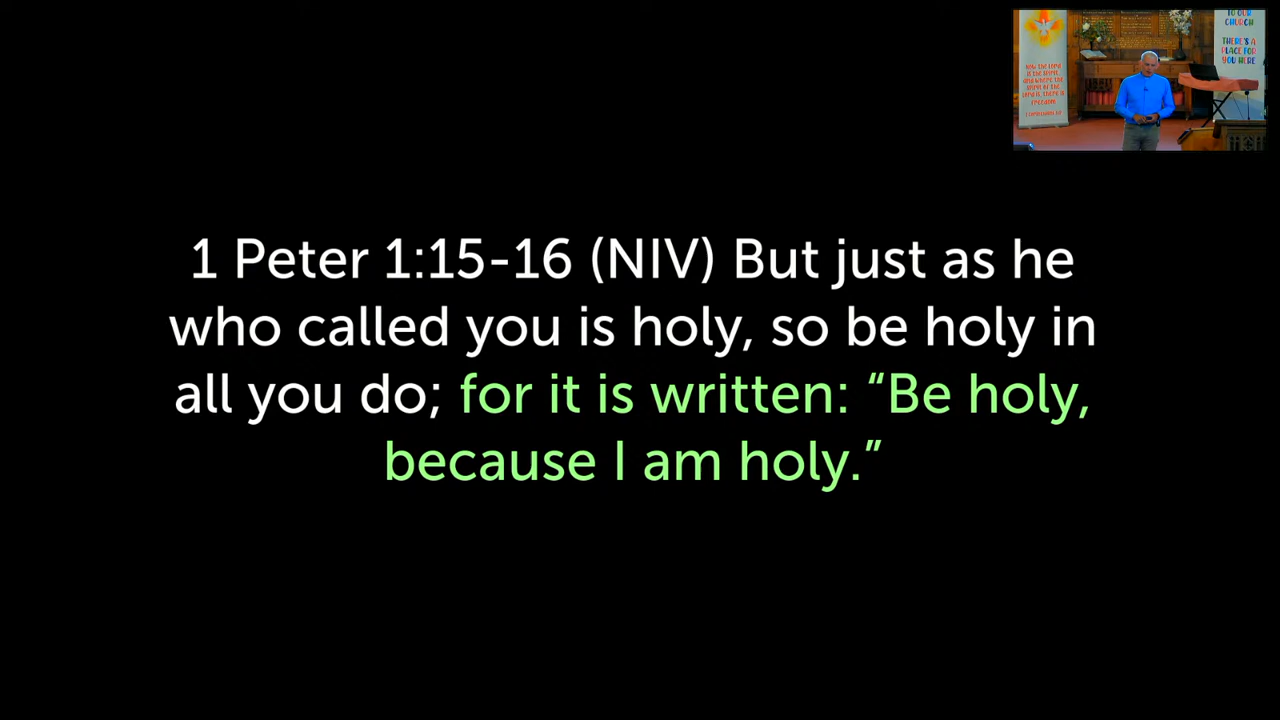 TO OUR
CHURCH
THERE'S A
PLACE FOR
YOU HERE
1 Peter 1:15-16 (NIV) But just as he
who called you is holy, so be holy in
all you do; for it is written: “Be holy,
because I am holy.”